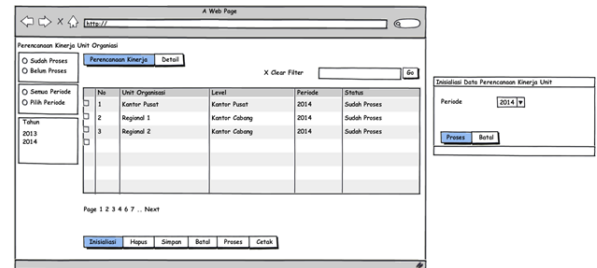 A Web Page
http://
Perencanaan Kinerja Unit Organiasi
Sudah Proses
Belum Proses
Semua Periode
Pilih Periode
Tahun
2013
2014
Perencanaan Kinerja Detail
X Clear Filter Go
No Unit Organisasi Level Periode Status
1 Kantor Pusat Kantor Pusat 2014 Sudah Proses
2 Regional 1 Kantor Cabang 2014 Sudah Proses
3 Regional 2 Kantor Cabang 2014 Sudah Proses
Page 1 2 3 4 6 7 .. Next
Inisialiasi Hapus Simpan Batal Proses Cetak
Inisialiasi Data Perencanaan Kinerja Unit
Periode 2014
Proses Batal